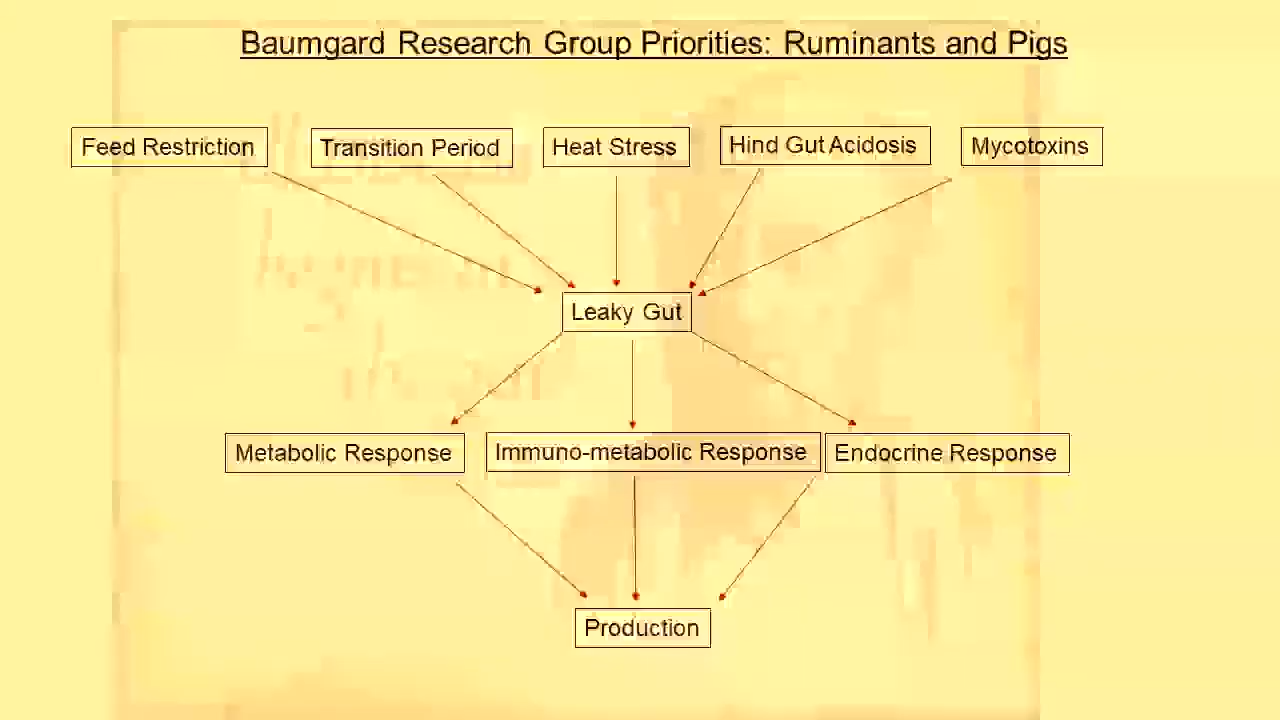 Baumgard Research Group Priorities: Ruminants and Pigs
Feed Restriction
Transition Period
Heat Stress
Hind Gut Acidosis
Mycotoxins
Leaky Gut
Metabolic Response
Immuno-metabolic Response
Endocrine Response
Production